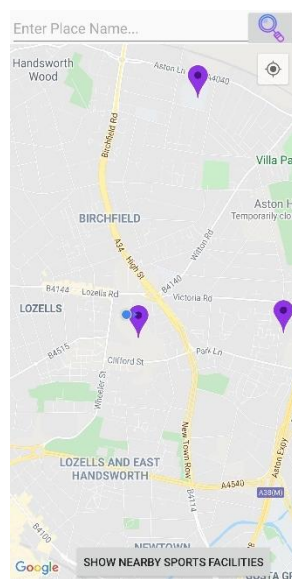 Enter Place Name...
Handsworth
Wood
Aston Ln
A4040
Birchfield Rd
Villa Pa
Aston H
Temporarily clo
BIRCHFIELD
Witton Rd
A34
High St
B4140
B4144
Lozells Rd
Victoria Rd
LOZELLS
B4515
Clifford St
Park Ln
Wheeler St
New Town Row
Aston Expy
LOZELLS AND EAST
HANDSWORTH
A4540
A38(M)
B4114
B4100
NEWTOWN
Google
SHOW NEARBY SPORTS FACILITIES
OSTA GR